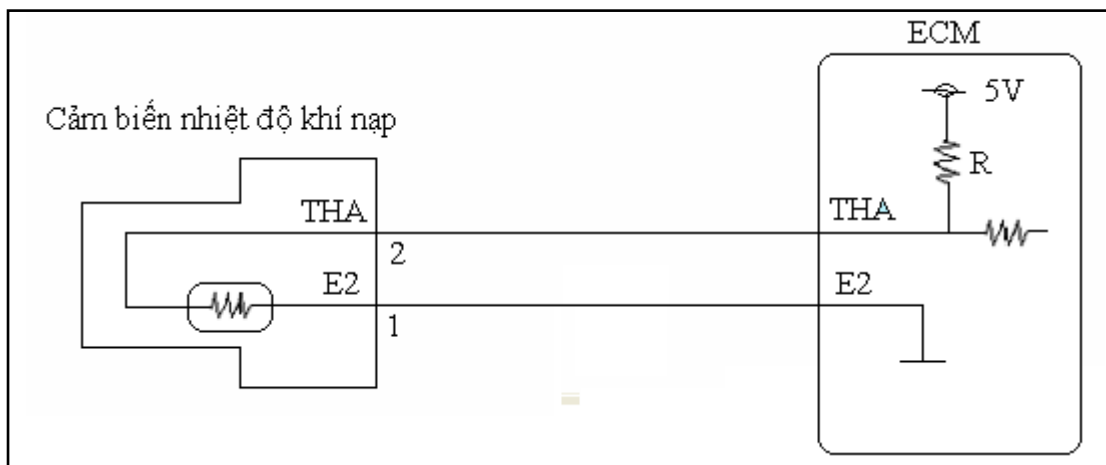 ECM
5V
Cảm biến nhiệt độ khí nạp
R
THA
THA
2
E2
E2
1